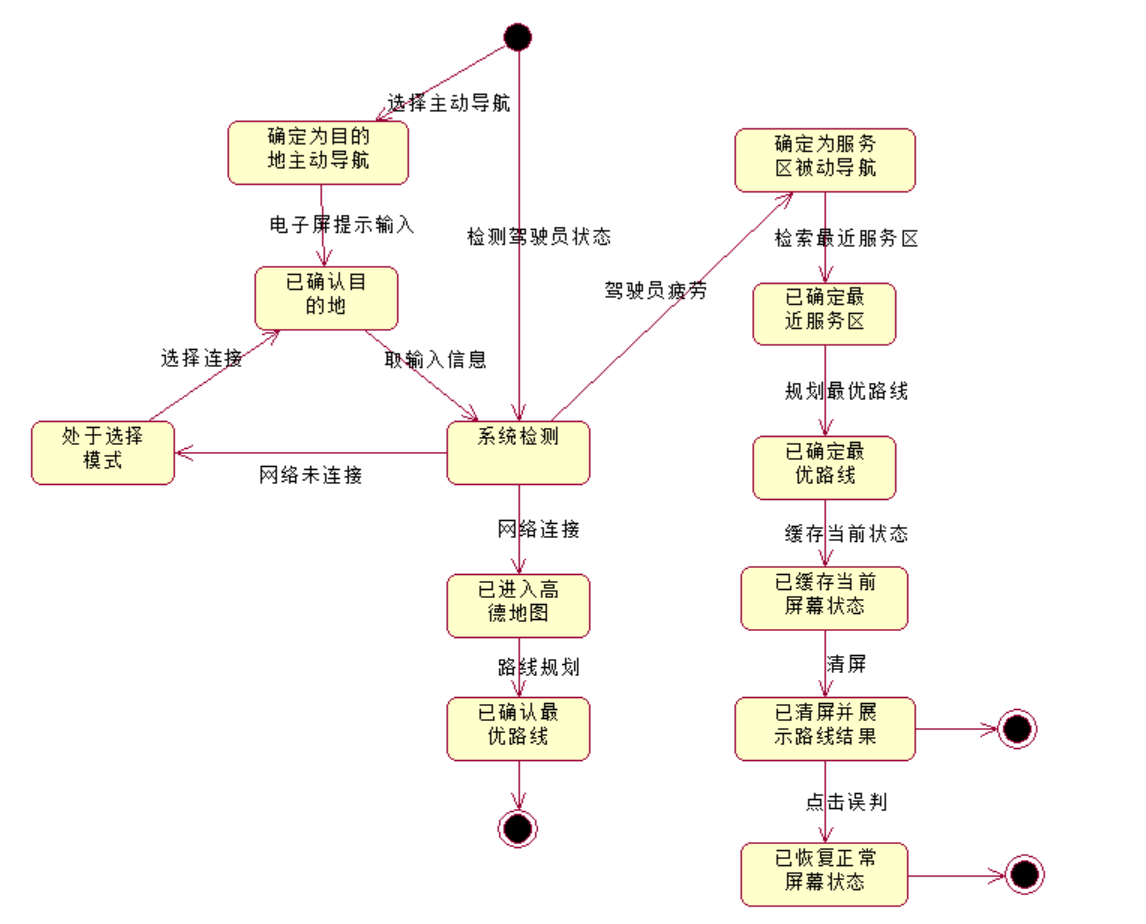 选择主动导航
确定为目的
地主动导航
确定为服务
区被动导航
电子屏提示输入
检测驾驶员状态
检索最近服务区
已确认目
的地
驾驶员疲劳
已确定最
近服务区
选择连接
取输入信息
规划最优路线
处于选择
模式
系统检测
已确定最
优路线
网络未连接
网络连接
缓存当前状态
已进入高
德地图
已缓存当前
屏幕状态
路线规划
清屏
已确认最
优路线
已清屏并展
示路线结果
点击误判
已恢复正常
屏幕状态